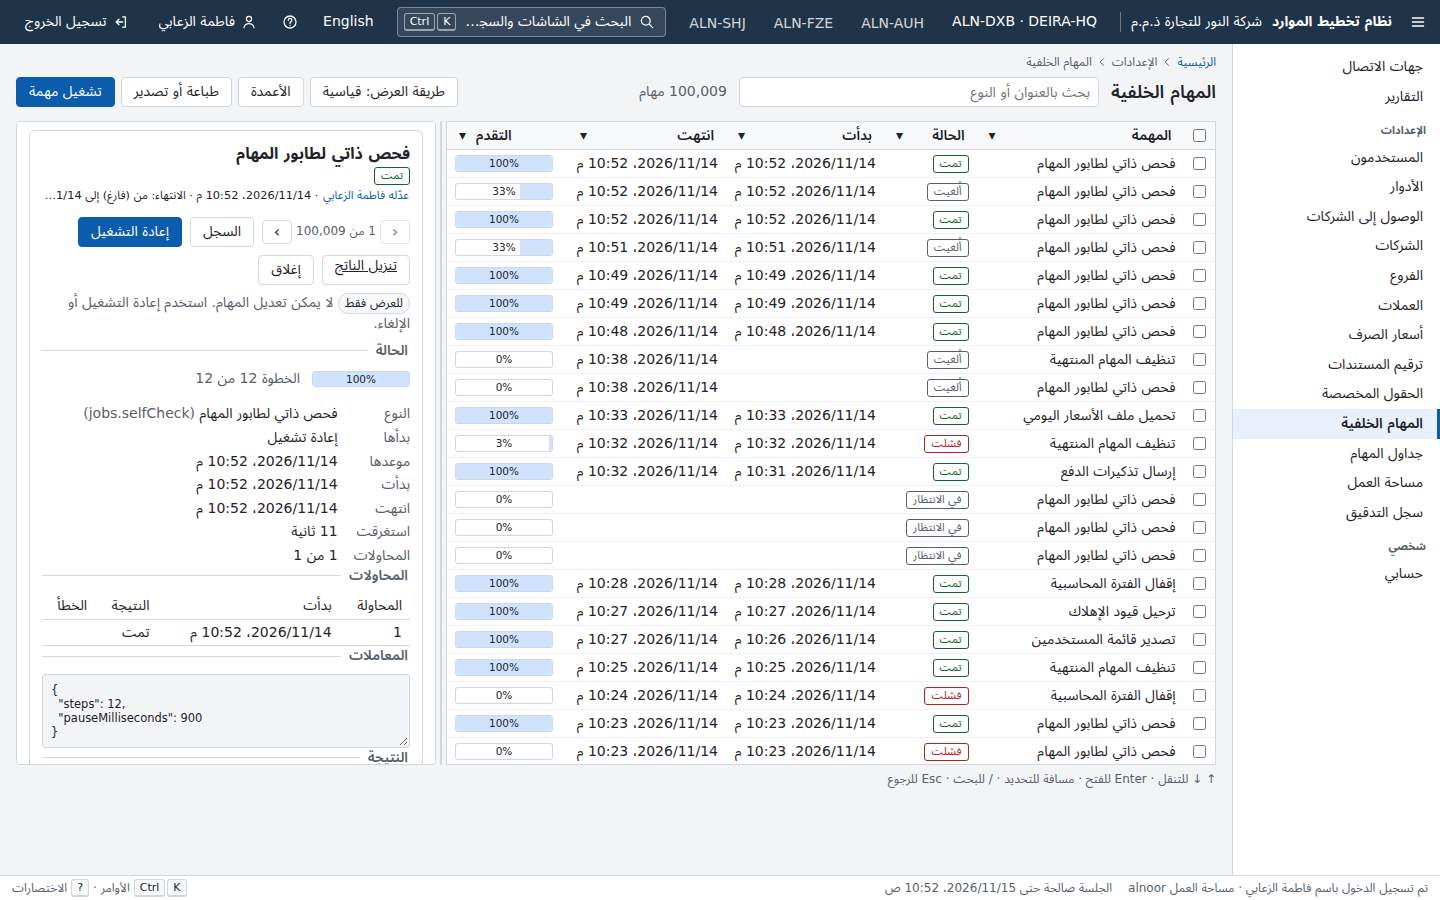 نظام تخطيط الموارد شركة النور للتجارة ذ.م.م ALN-DXB · DEIRA-HQ ALN-AUH ALN-FZE ALN-SHJ البحث في الشاشات والسج... Ctrl K English فاطمة الزعابي تسجيل الخروج
جهات الاتصال
التقارير
الإعدادات
المستخدمون
الأدوار
الوصول إلى الشركات
الشركات
الفروع
العملات
أسعار الصرف
ترقيم المستندات
الحقول المخصصة
المهام الخلفية
جداول المهام
مساحة العمل
سجل التدقيق
شخصي
حسابي
الرئيسية الإعدادات المهام الخلفية
المهام الخلفية بحث بالعنوان أو النوع 100,009 مهام طريقة العرض: قياسية الأعمدة طباعة أو تصدير تشغيل مهمة
المهمة ▼ الحالة ▼ بدأت ▼ انتهت ▼ التقدم ▼
فحص ذاتي لطابور المهام تمت 2026/11/14، 10:52 م 2026/11/14، 10:52 م 100%
فحص ذاتي لطابور المهام ألغيت 2026/11/14، 10:52 م 2026/11/14، 10:52 م 33%
فحص ذاتي لطابور المهام تمت 2026/11/14، 10:52 م 2026/11/14، 10:52 م 100%
فحص ذاتي لطابور المهام ألغيت 2026/11/14، 10:51 م 2026/11/14، 10:51 م 33%
فحص ذاتي لطابور المهام تمت 2026/11/14، 10:49 م 2026/11/14، 10:49 م 100%
فحص ذاتي لطابور المهام تمت 2026/11/14، 10:49 م 2026/11/14، 10:49 م 100%
فحص ذاتي لطابور المهام تمت 2026/11/14، 10:48 م 2026/11/14، 10:48 م 100%
تنظيف المهام المنتهية ألغيت 2026/11/14، 10:38 م 0%
فحص ذاتي لطابور المهام ألغيت 2026/11/14، 10:38 م 0%
تحميل ملف الأسعار اليومي تمت 2026/11/14، 10:33 م 2026/11/14، 10:33 م 100%
تنظيف المهام المنتهية فشلت 2026/11/14، 10:32 م 2026/11/14، 10:32 م 3%
إرسال تذكيرات الدفع تمت 2026/11/14، 10:31 م 2026/11/14، 10:32 م 100%
فحص ذاتي لطابور المهام في الانتظار 0%
فحص ذاتي لطابور المهام في الانتظار 0%
فحص ذاتي لطابور المهام في الانتظار 0%
إقفال الفترة المحاسبية تمت 2026/11/14، 10:28 م 2026/11/14، 10:28 م 100%
ترحيل قيود الإهلاك تمت 2026/11/14، 10:27 م 2026/11/14، 10:27 م 100%
تصدير قائمة المستخدمين تمت 2026/11/14، 10:26 م 2026/11/14، 10:27 م 100%
تنظيف المهام المنتهية تمت 2026/11/14، 10:25 م 2026/11/14، 10:25 م 100%
إقفال الفترة المحاسبية فشلت 2026/11/14، 10:24 م 2026/11/14، 10:24 م 0%
فحص ذاتي لطابور المهام تمت 2026/11/14، 10:23 م 2026/11/14، 10:23 م 100%
فحص ذاتي لطابور المهام فشلت 2026/11/14، 10:23 م 2026/11/14، 10:23 م 0%
↑ ↓ للتنقل · Enter للفتح · مسافة للتحديد · / للبحث · Esc للرجوع
فحص ذاتي لطابور المهام
تمت
عدّله فاطمة الزعابي · 2026/11/14، 10:52 م · الانتهاء: من (فارغ) إلى 1/14...
1 من 100,009 السجل إعادة التشغيل
تنزيل الناتج إغلاق
للعرض فقط لا يمكن تعديل المهام. استخدم إعادة التشغيل أو
الإلغاء.
الحالة
100% الخطوة 12 من 12
النوع فحص ذاتي لطابور المهام (jobs.selfCheck)
بدأها إعادة تشغيل
موعدها 2026/11/14، 10:52 م
بدأت 2026/11/14، 10:52 م
انتهت 2026/11/14، 10:52 م
استغرقت 11 ثانية
المحاولات 1 من 1
المحاولات
المحاولة بدأت النتيجة الخطأ
1 2026/11/14، 10:52 م تمت
المعاملات
{
"steps": 12,
"pauseMilliseconds": 900
}
النتيجة
تم تسجيل الدخول باسم فاطمة الزعابي · مساحة العمل alnoor الجلسة صالحة حتى 2026/11/15، 10:52 ص Ctrl K الأوامر · ? الاختصارات